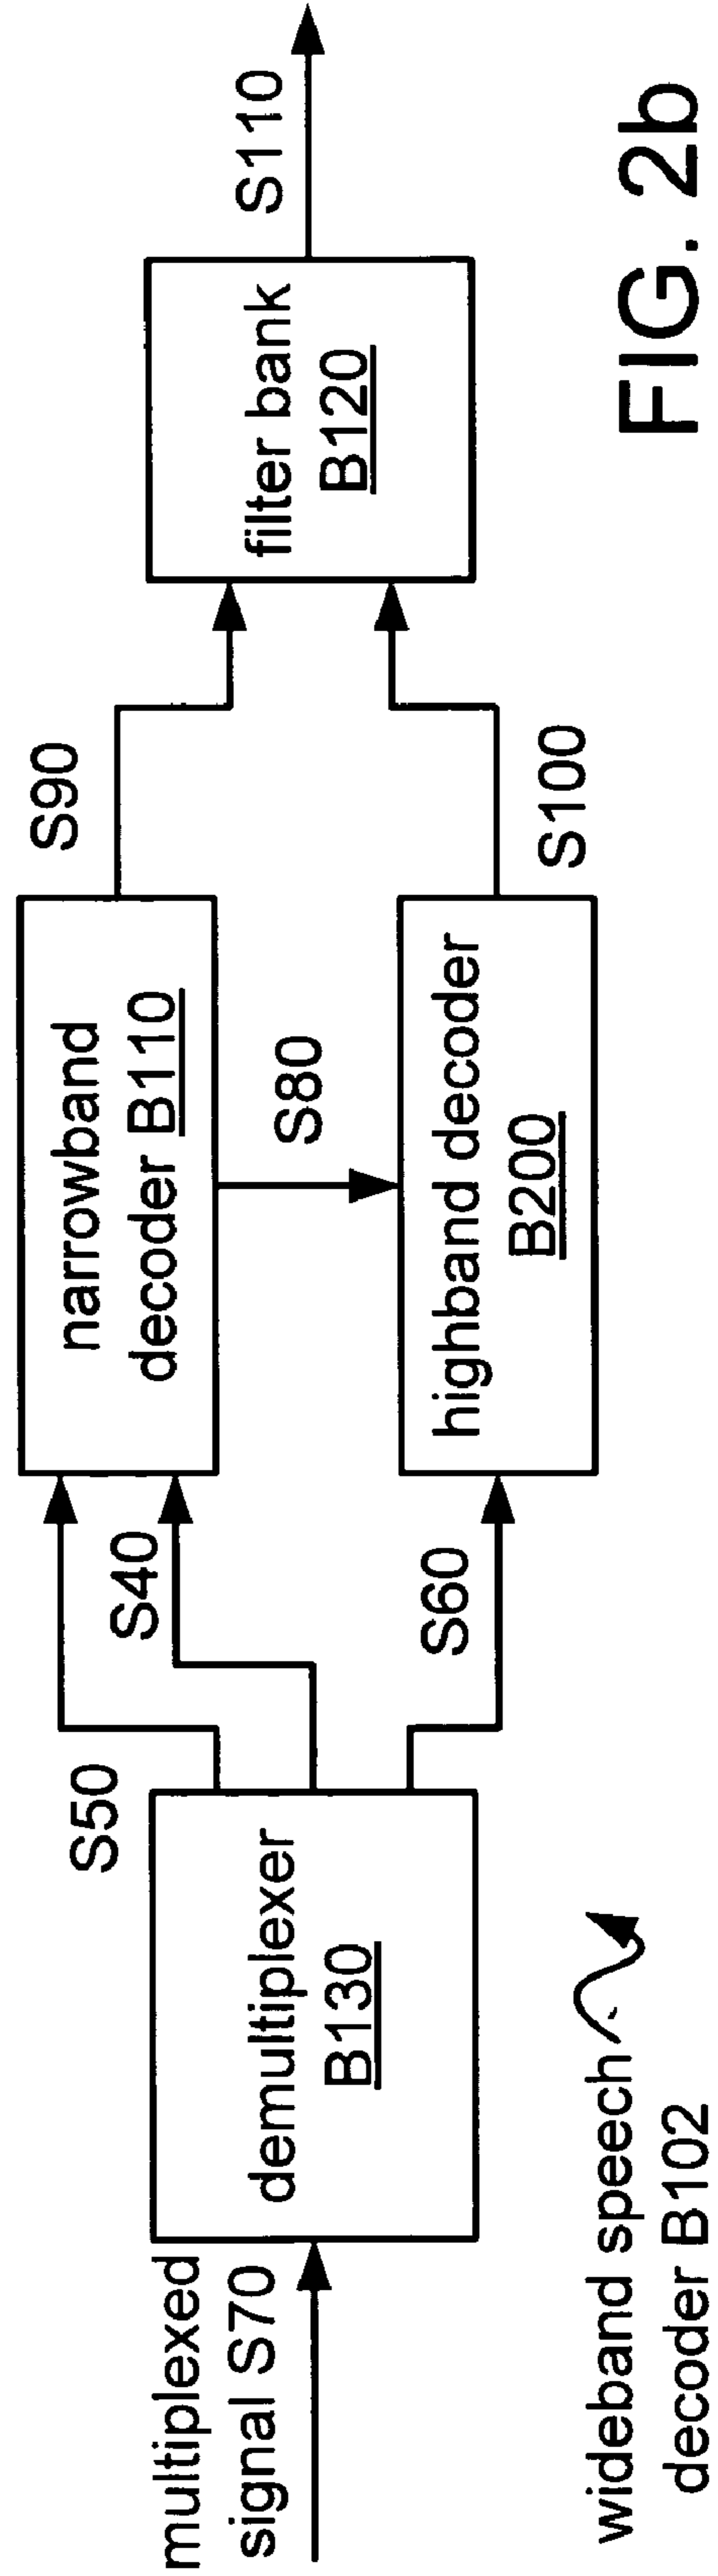 multiplexed
signal S70
demultiplexer
B130
S50
S40
S60
narrowband
decoder B110
S80
highband decoder
B200
S90
S100
filter bank
B120
S110
wideband speech
decoder B102
FIG. 2b